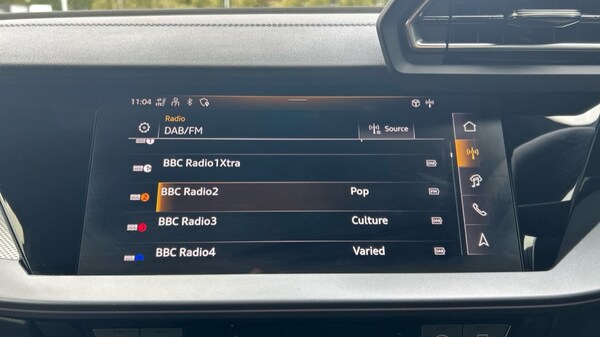 11:04
Radio
DAB/FM
Source
BBC Radio1Xtra
BBC Radio2 Pop
BBC Radio3 Culture
BBC Radio4 Varied